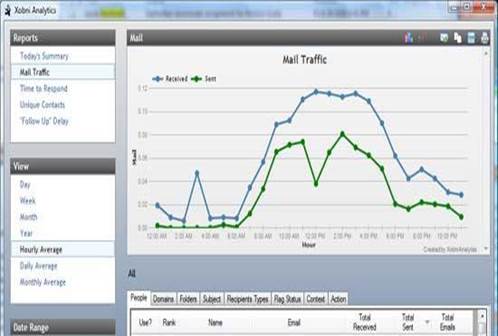 Xobni Analytics
Reports
Today's Summary
Mail Traffic
Time to Respond
Unique Contacts
"Follow Up" Delay
View
Day
Week
Month
Year
Hourly Average
Daily Average
Monthly Average
Date Range
Mail
Mail Traffic
Received Sent
0.12
0.10
0.08
0.06
0.04
0.02
0.00
Mail
12:00 AM 2:00 AM 4:00 AM 6:00 AM 8:00 AM 10:00 AM 12:00 PM 2:00 PM 4:00 PM 6:00 PM 8:00 PM 10:00 PM
Hour
Created by XobniAnalytics
All
People Domains Folders Subject Recipients Types Flag Status Context Action
Use? Rank Name Email Total Received Total Sent Total Emails